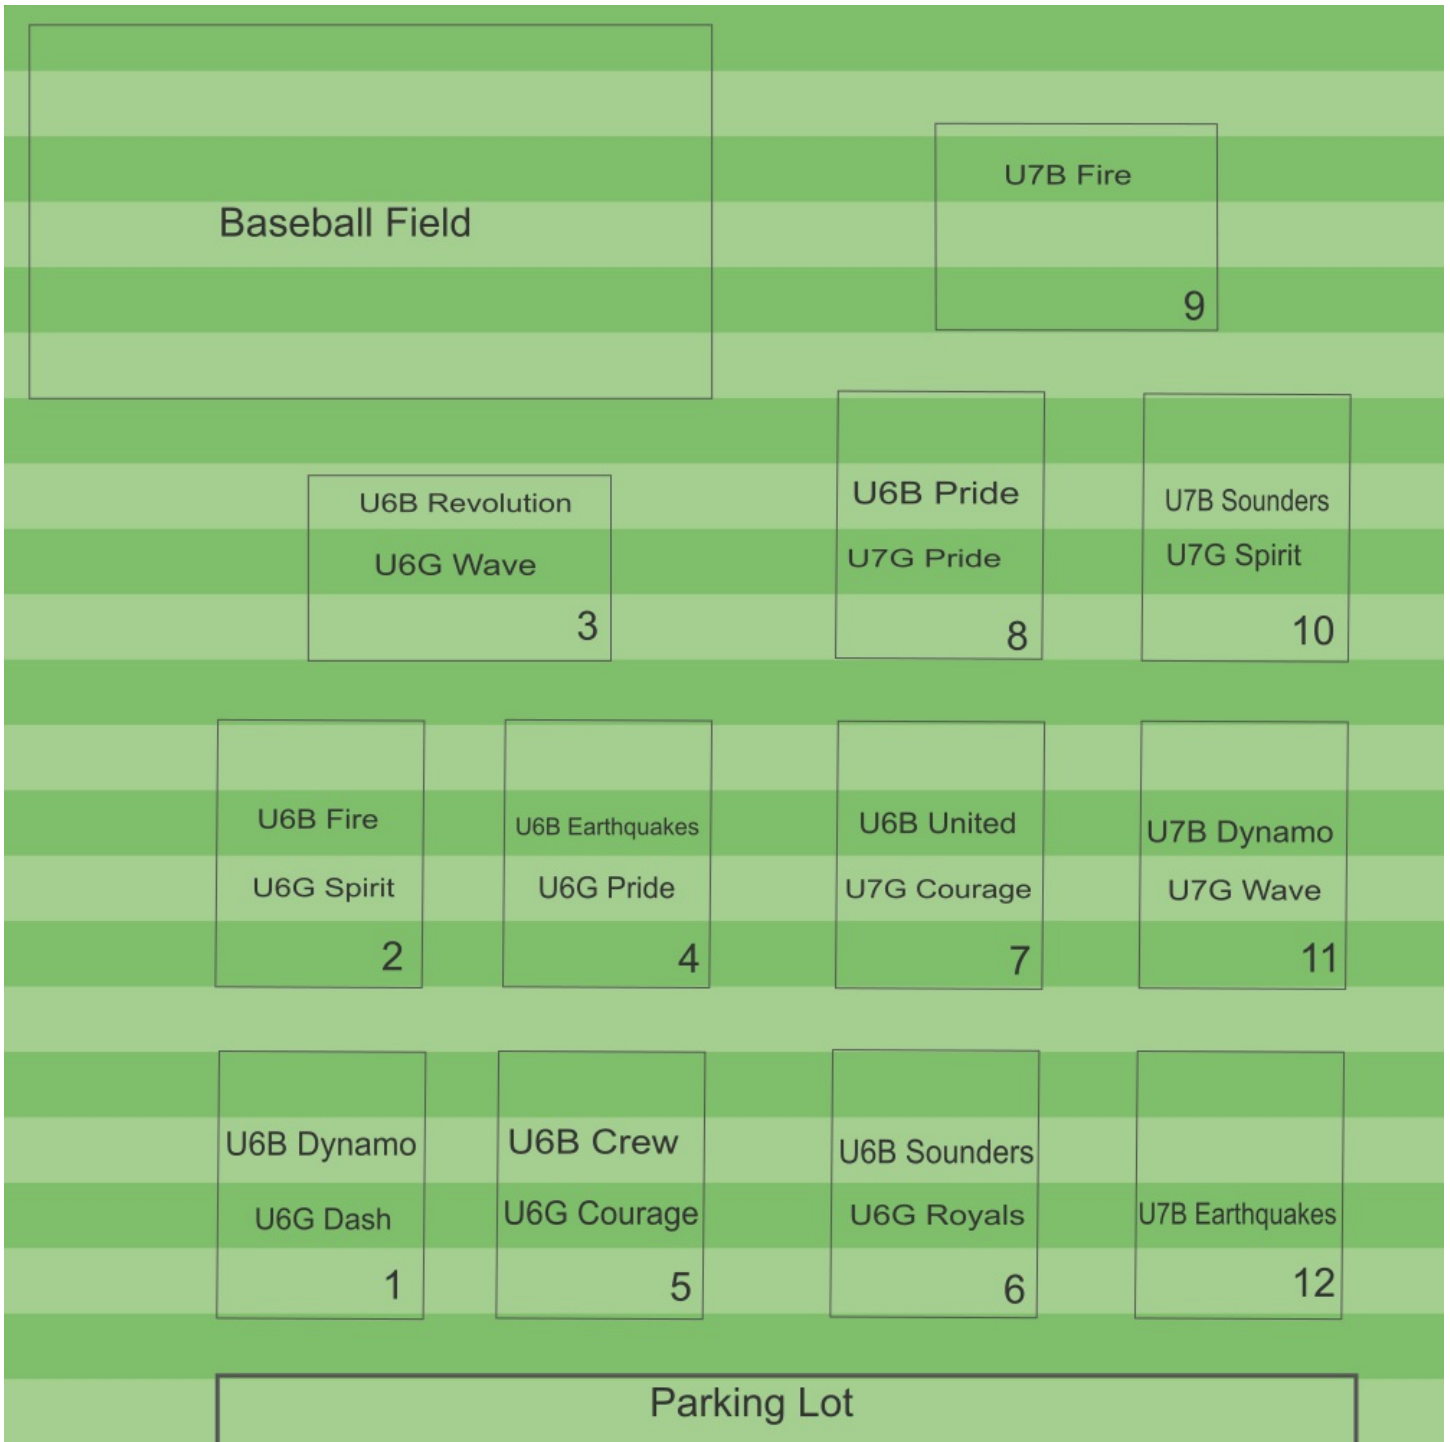 Baseball Field
U7B Fire
9
U6B Revolution
U6G Wave
3
U6B Pride
U7G Pride
8
U7B Sounders
U7G Spirit
10
U6B Fire
U6G Spirit
2
U6B Earthquakes
U6G Pride
4
U6B United
U7G Courage
7
U7B Dynamo
U7G Wave
11
U6B Dynamo
U6G Dash
1
U6B Crew
U6G Courage
5
U6B Sounders
U6G Royals
6
U7B Earthquakes
12
Parking Lot